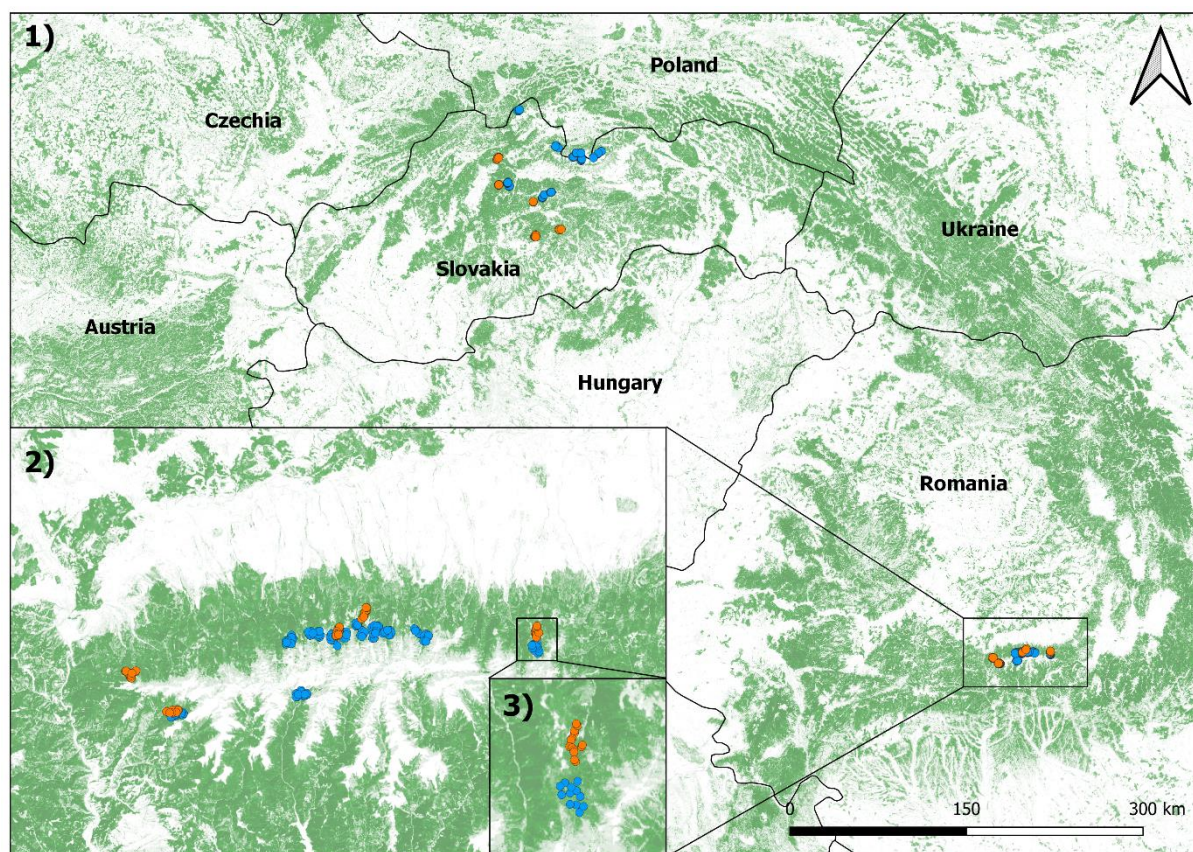 1)
Poland
Czechia
Ukraine
Slovakia
Austria
Hungary
2)
Romania
3)
0 150 300 km